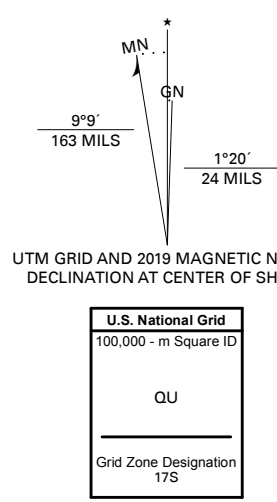 ★
MN
GN
9°9´
163 MILS
1°20´
24 MILS
UTM GRID AND 2019 MAGNETIC N
DECLINATION AT CENTER OF SH
U.S. National Grid
100,000 - m Square ID
QU
Grid Zone Designation
17S